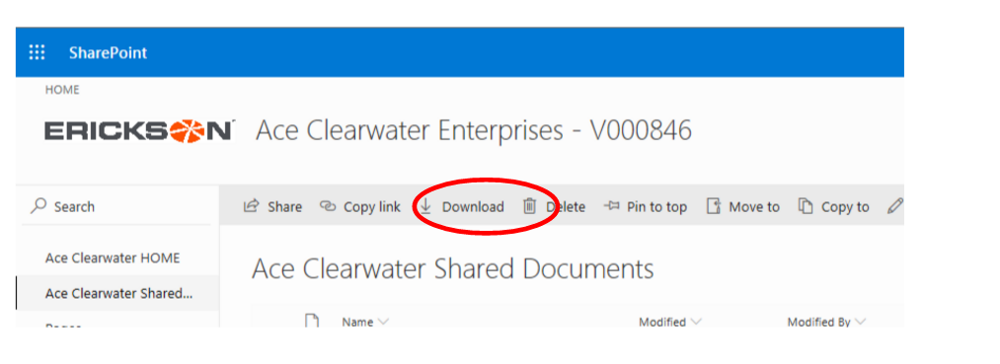 SharePoint
HOME
ERICKSON Ace Clearwater Enterprises - V000846
Search
Share Copy link Download Delete Pin to top Move to Copy to
Ace Clearwater HOME
Ace Clearwater Shared...
Ace Clearwater Shared Documents
Name Modified Modified By